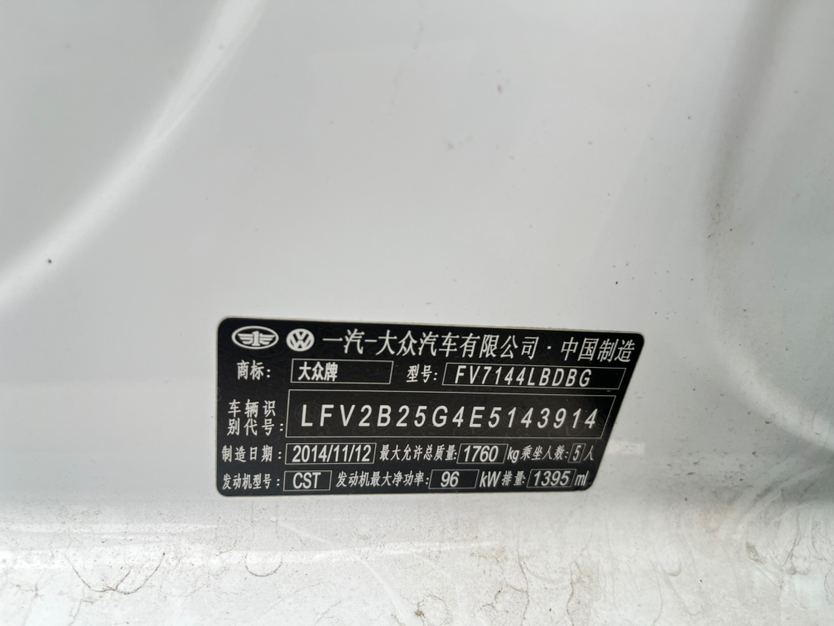 一汽-大众汽车有限公司·中国制造
商标: 大众牌 型号: FV7144LBDBG
车辆识别代号: LFV2B25G4E5143914
制造日期: 2014/11/12 最大允许总质量: 1760 kg 乘坐人数: 5 人
发动机型号: CST 发动机最大净功率: 96 kW 排量: 1395 ml